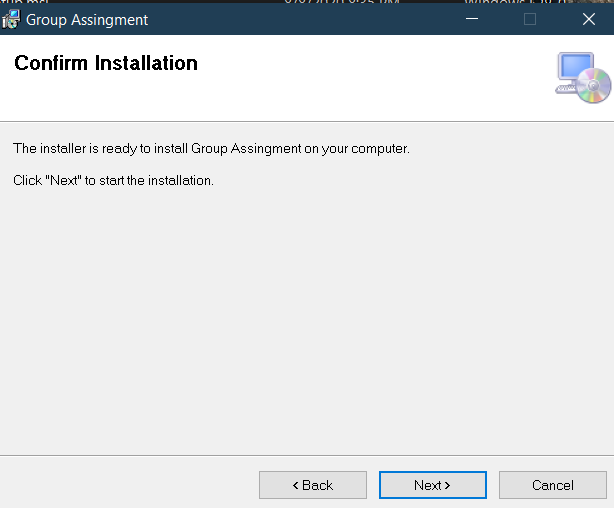 Group Assingment
Confirm Installation
The installer is ready to install Group Assingment on your computer.
Click "Next" to start the installation.
< Back
Next >
Cancel